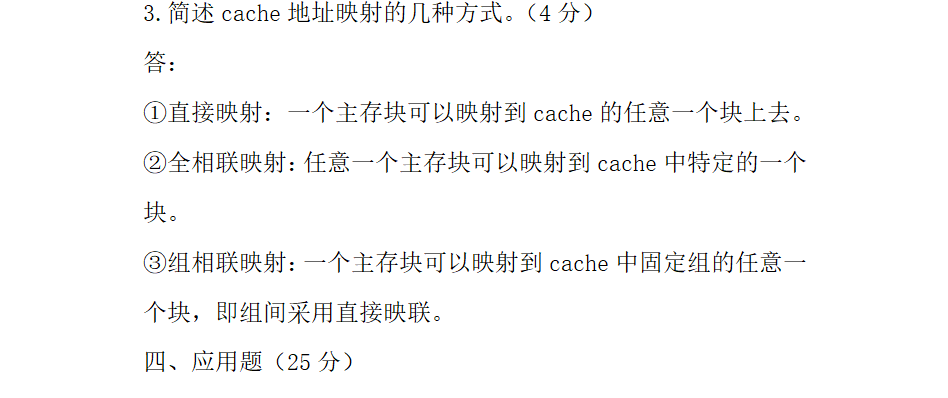 3.简述 cache 地址映射的几种方式。（4 分）
答：
①直接映射：一个主存块可以映射到 cache 的任意一个块上去。
②全相联映射：任意一个主存块可以映射到 cache 中特定的一个
块。
③组相联映射：一个主存块可以映射到 cache 中固定组的任意一
个块，即组间采用直接映联。
四、应用题（25 分）